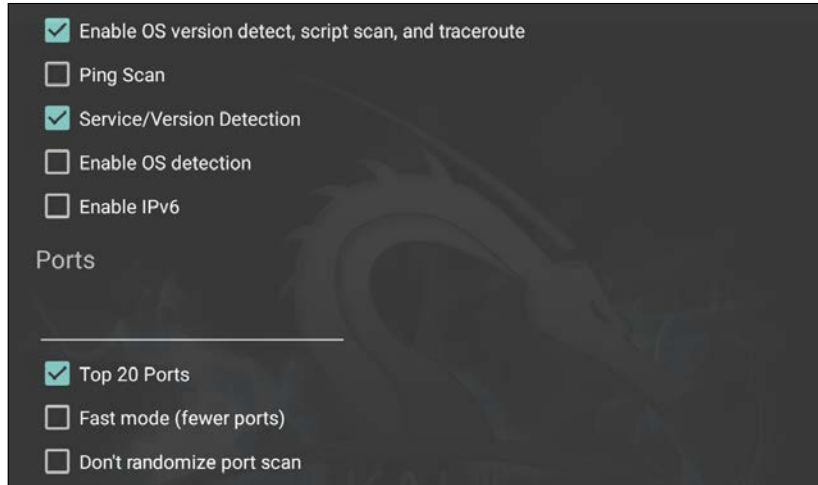 Enable OS version detect, script scan, and traceroute
Ping Scan
Service/Version Detection
Enable OS detection
Enable IPv6
Ports
Top 20 Ports
Fast mode (fewer ports)
Don't randomize port scan